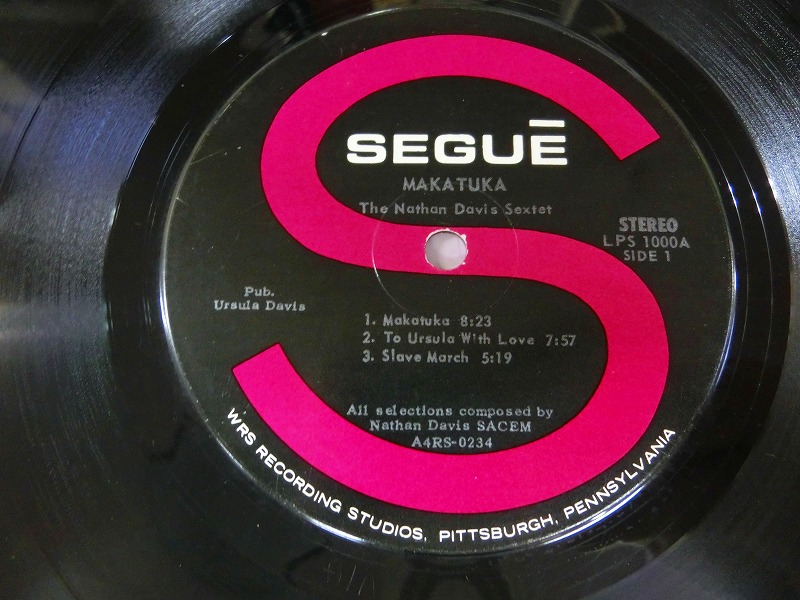 SEGUĒ
MAKATUKA
The Nathan Davis Sextet
STEREO
LPS 1000A
SIDE 1
Pub.
Ursula Davis
1. Makatuka 8:23
2. To Ursula With Love 7:57
3. Slave March 5:19
All selections composed by
Nathan Davis SACEM
A4RS-0234
WRS RECORDING STUDIOS, PITTSBURGH, PENNSYLVANIA